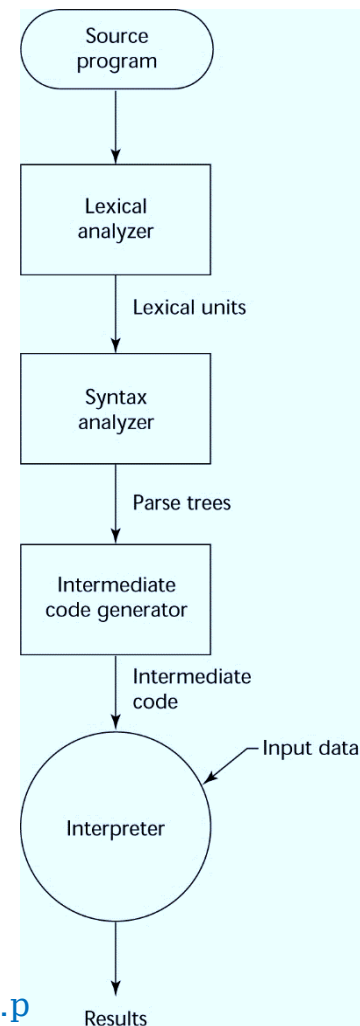 Source
program
Lexical
analyzer
Lexical units
Syntax
analyzer
Parse trees
Intermediate
code generator
Intermediate
code
Input data
Interpreter
.p
Results